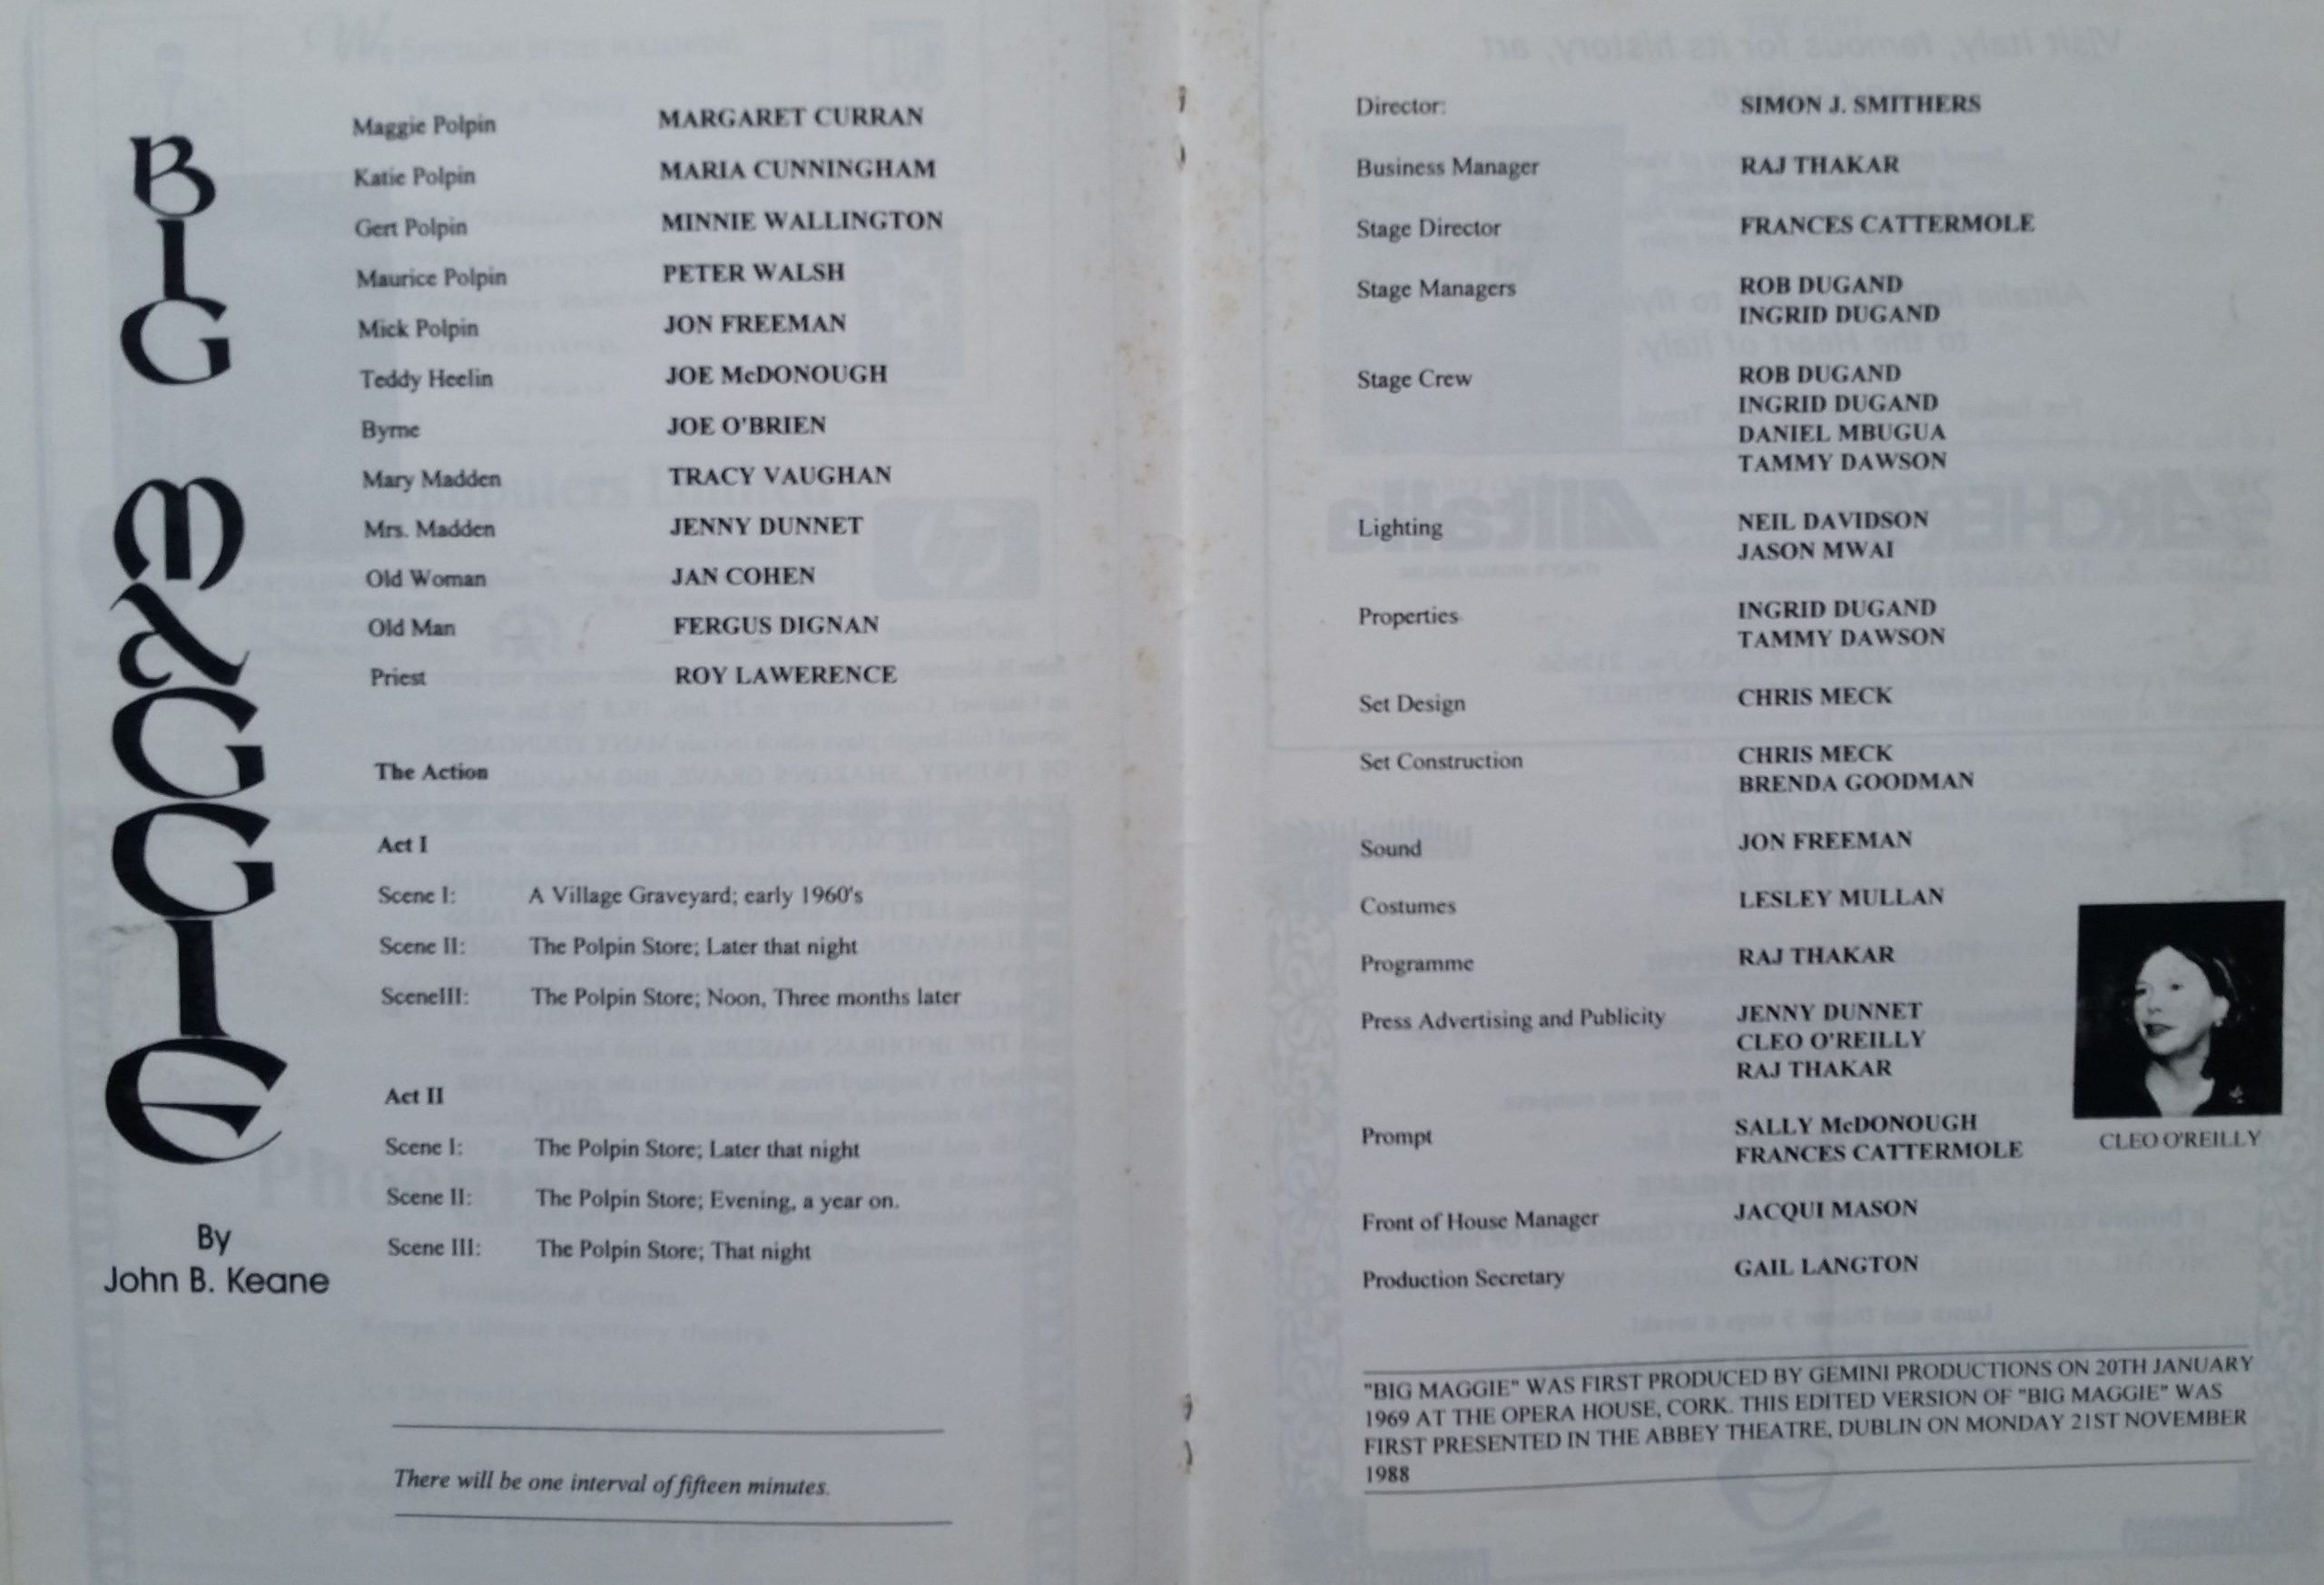 BIG MAGGIE
By
John B. Keane
Maggie Polpin MARGARET CURRAN
Katie Polpin MARIA CUNNINGHAM
Gert Polpin MINNIE WALLINGTON
Maurice Polpin PETER WALSH
Mick Polpin JON FREEMAN
Teddy Heelin JOE McDONOUGH
Byrne JOE O'BRIEN
Mary Madden TRACY VAUGHAN
Mrs. Madden JENNY DUNNET
Old Woman JAN COHEN
Old Man FERGUS DIGNAN
Priest ROY LAWERENCE
The Action
Act I
Scene I: A Village Graveyard; early 1960's
Scene II: The Polpin Store; Later that night
SceneIII: The Polpin Store; Noon, Three months later
Act II
Scene I: The Polpin Store; Later that night
Scene II: The Polpin Store; Evening, a year on.
Scene III: The Polpin Store; That night
There will be one interval of fifteen minutes.
Director: SIMON J. SMITHERS
Business Manager RAJ THAKAR
Stage Director FRANCES CATTERMOLE
Stage Managers ROB DUGAND
INGRID DUGAND
Stage Crew ROB DUGAND
INGRID DUGAND
DANIEL MBUGUA
TAMMY DAWSON
Lighting NEIL DAVIDSON
JASON MWAI
Properties INGRID DUGAND
TAMMY DAWSON
Set Design CHRIS MECK
Set Construction CHRIS MECK
BRENDA GOODMAN
Sound JON FREEMAN
Costumes LESLEY MULLAN
Programme RAJ THAKAR
Press Advertising and Publicity JENNY DUNNET
CLEO O'REILLY
RAJ THAKAR
Prompt SALLY McDONOUGH
FRANCES CATTERMOLE
CLEO O'REILLY
Front of House Manager JACQUI MASON
Production Secretary GAIL LANGTON
"BIG MAGGIE" WAS FIRST PRODUCED BY GEMINI PRODUCTIONS ON 20TH JANUARY
1969 AT THE OPERA HOUSE, CORK. THIS EDITED VERSION OF "BIG MAGGIE" WAS
FIRST PRESENTED IN THE ABBEY THEATRE, DUBLIN ON MONDAY 21ST NOVEMBER
1988